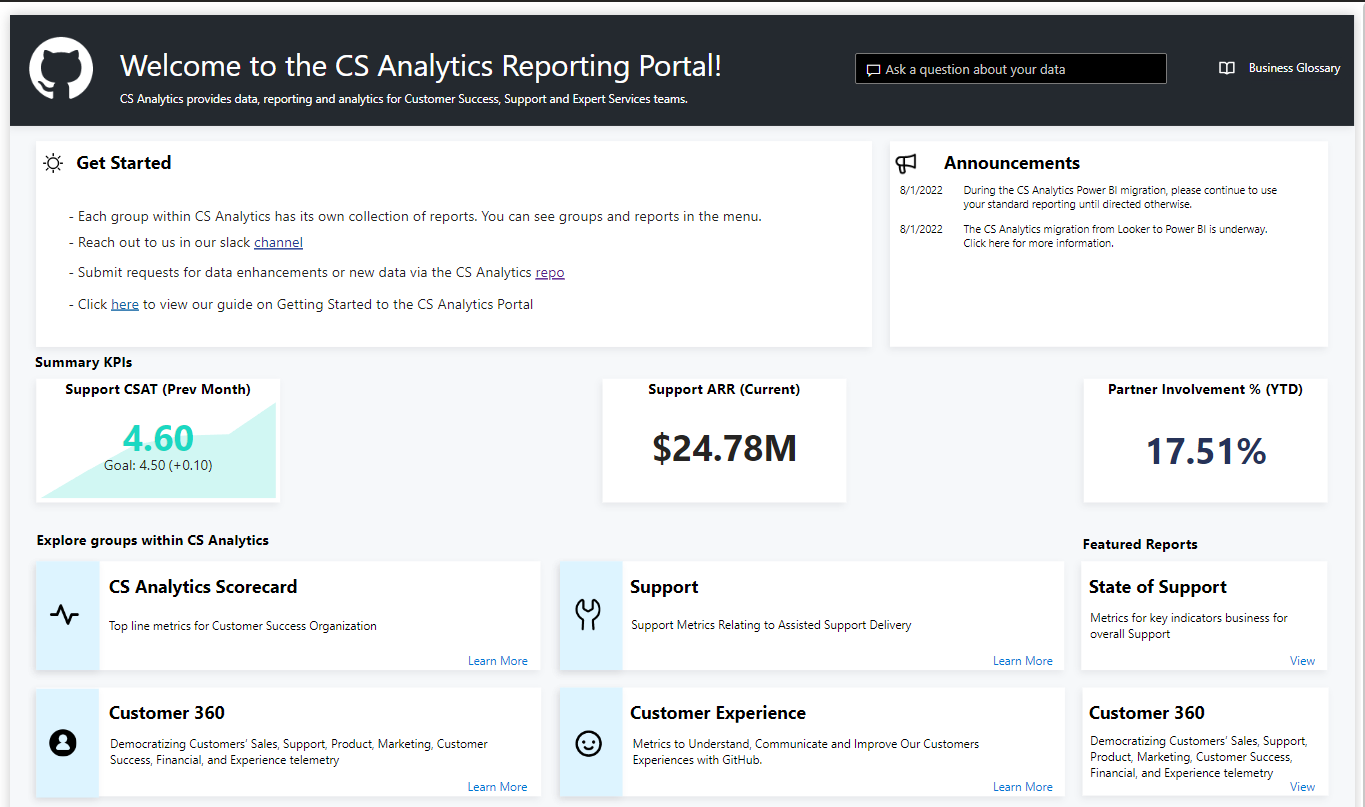 Welcome to the CS Analytics Reporting Portal!
CS Analytics provides data, reporting and analytics for Customer Success, Support and Expert Services teams.
Ask a question about your data
Business Glossary
Get Started
- Each group within CS Analytics has its own collection of reports. You can see groups and reports in the menu.
- Reach out to us in our slack channel
- Submit requests for data enhancements or new data via the CS Analytics repo
- Click here to view our guide on Getting Started to the CS Analytics Portal
Announcements
8/1/2022 During the CS Analytics Power BI migration, please continue to use
your standard reporting until directed otherwise.
8/1/2022 The CS Analytics migration from Looker to Power BI is underway.
Click here for more information.
Summary KPIs
Support CSAT (Prev Month)
4.60
Goal: 4.50 (+0.10)
Support ARR (Current)
$24.78M
Partner Involvement % (YTD)
17.51%
Explore groups within CS Analytics
CS Analytics Scorecard
Top line metrics for Customer Success Organization
Learn More
Support
Support Metrics Relating to Assisted Support Delivery
Learn More
Customer 360
Democratizing Customers' Sales, Support, Product, Marketing, Customer
Success, Financial, and Experience telemetry
Learn More
Customer Experience
Metrics to Understand, Communicate and Improve Our Customers
Experiences with GitHub.
Learn More
Featured Reports
State of Support
Metrics for key indicators business for
overall Support
View
Customer 360
Democratizing Customers' Sales, Support,
Product, Marketing, Customer Success,
Financial, and Experience telemetry
View